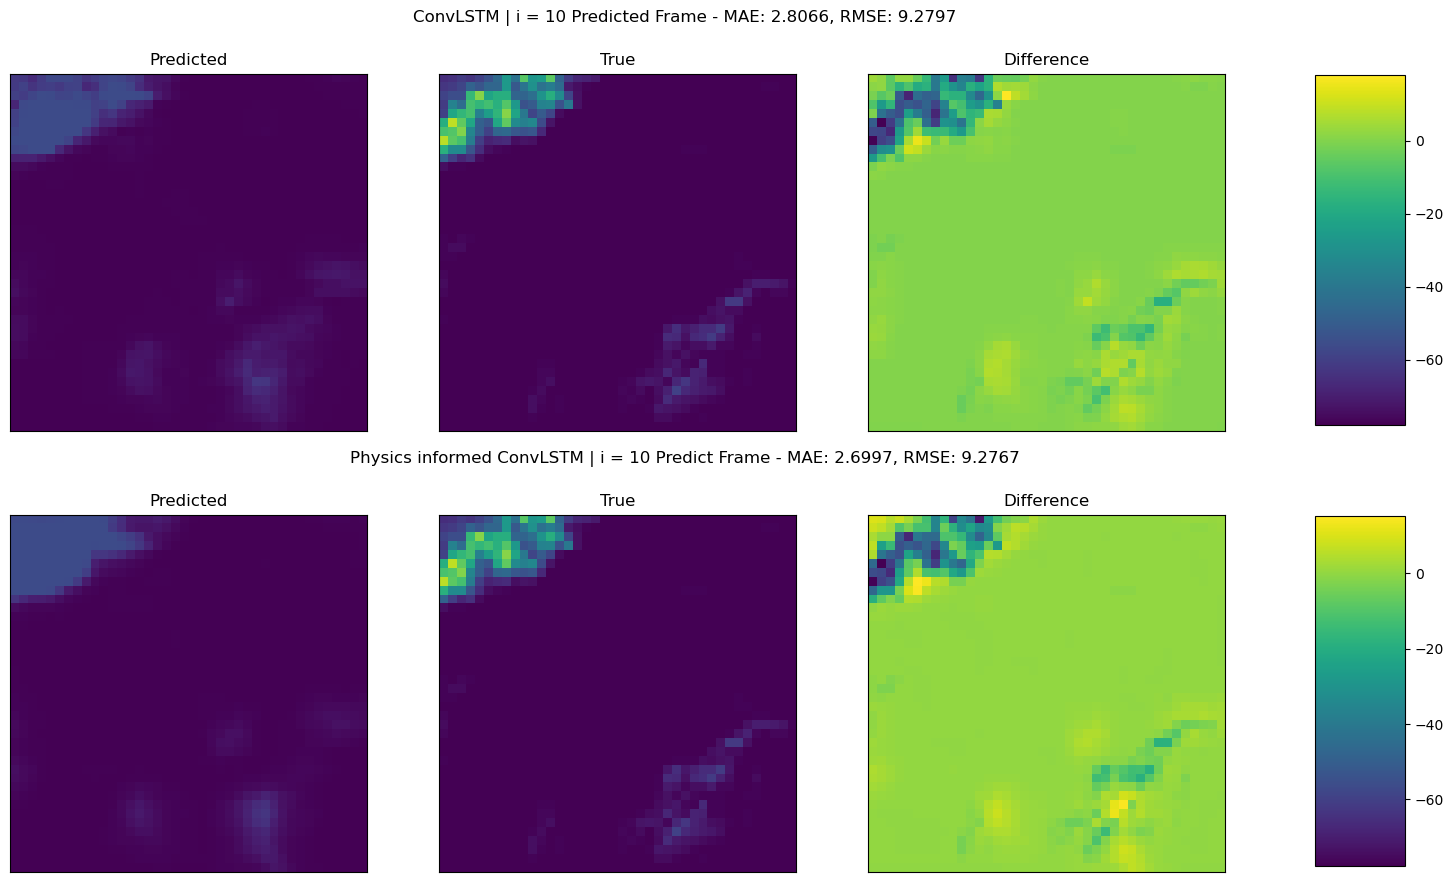 ConvLSTM | i = 10 Predicted Frame - MAE: 2.8066, RMSE: 9.2797
Predicted
True
Difference
0
−20
−40
−60
Physics informed ConvLSTM | i = 10 Predict Frame - MAE: 2.6997, RMSE: 9.2767
Predicted
True
Difference
0
−20
−40
−60